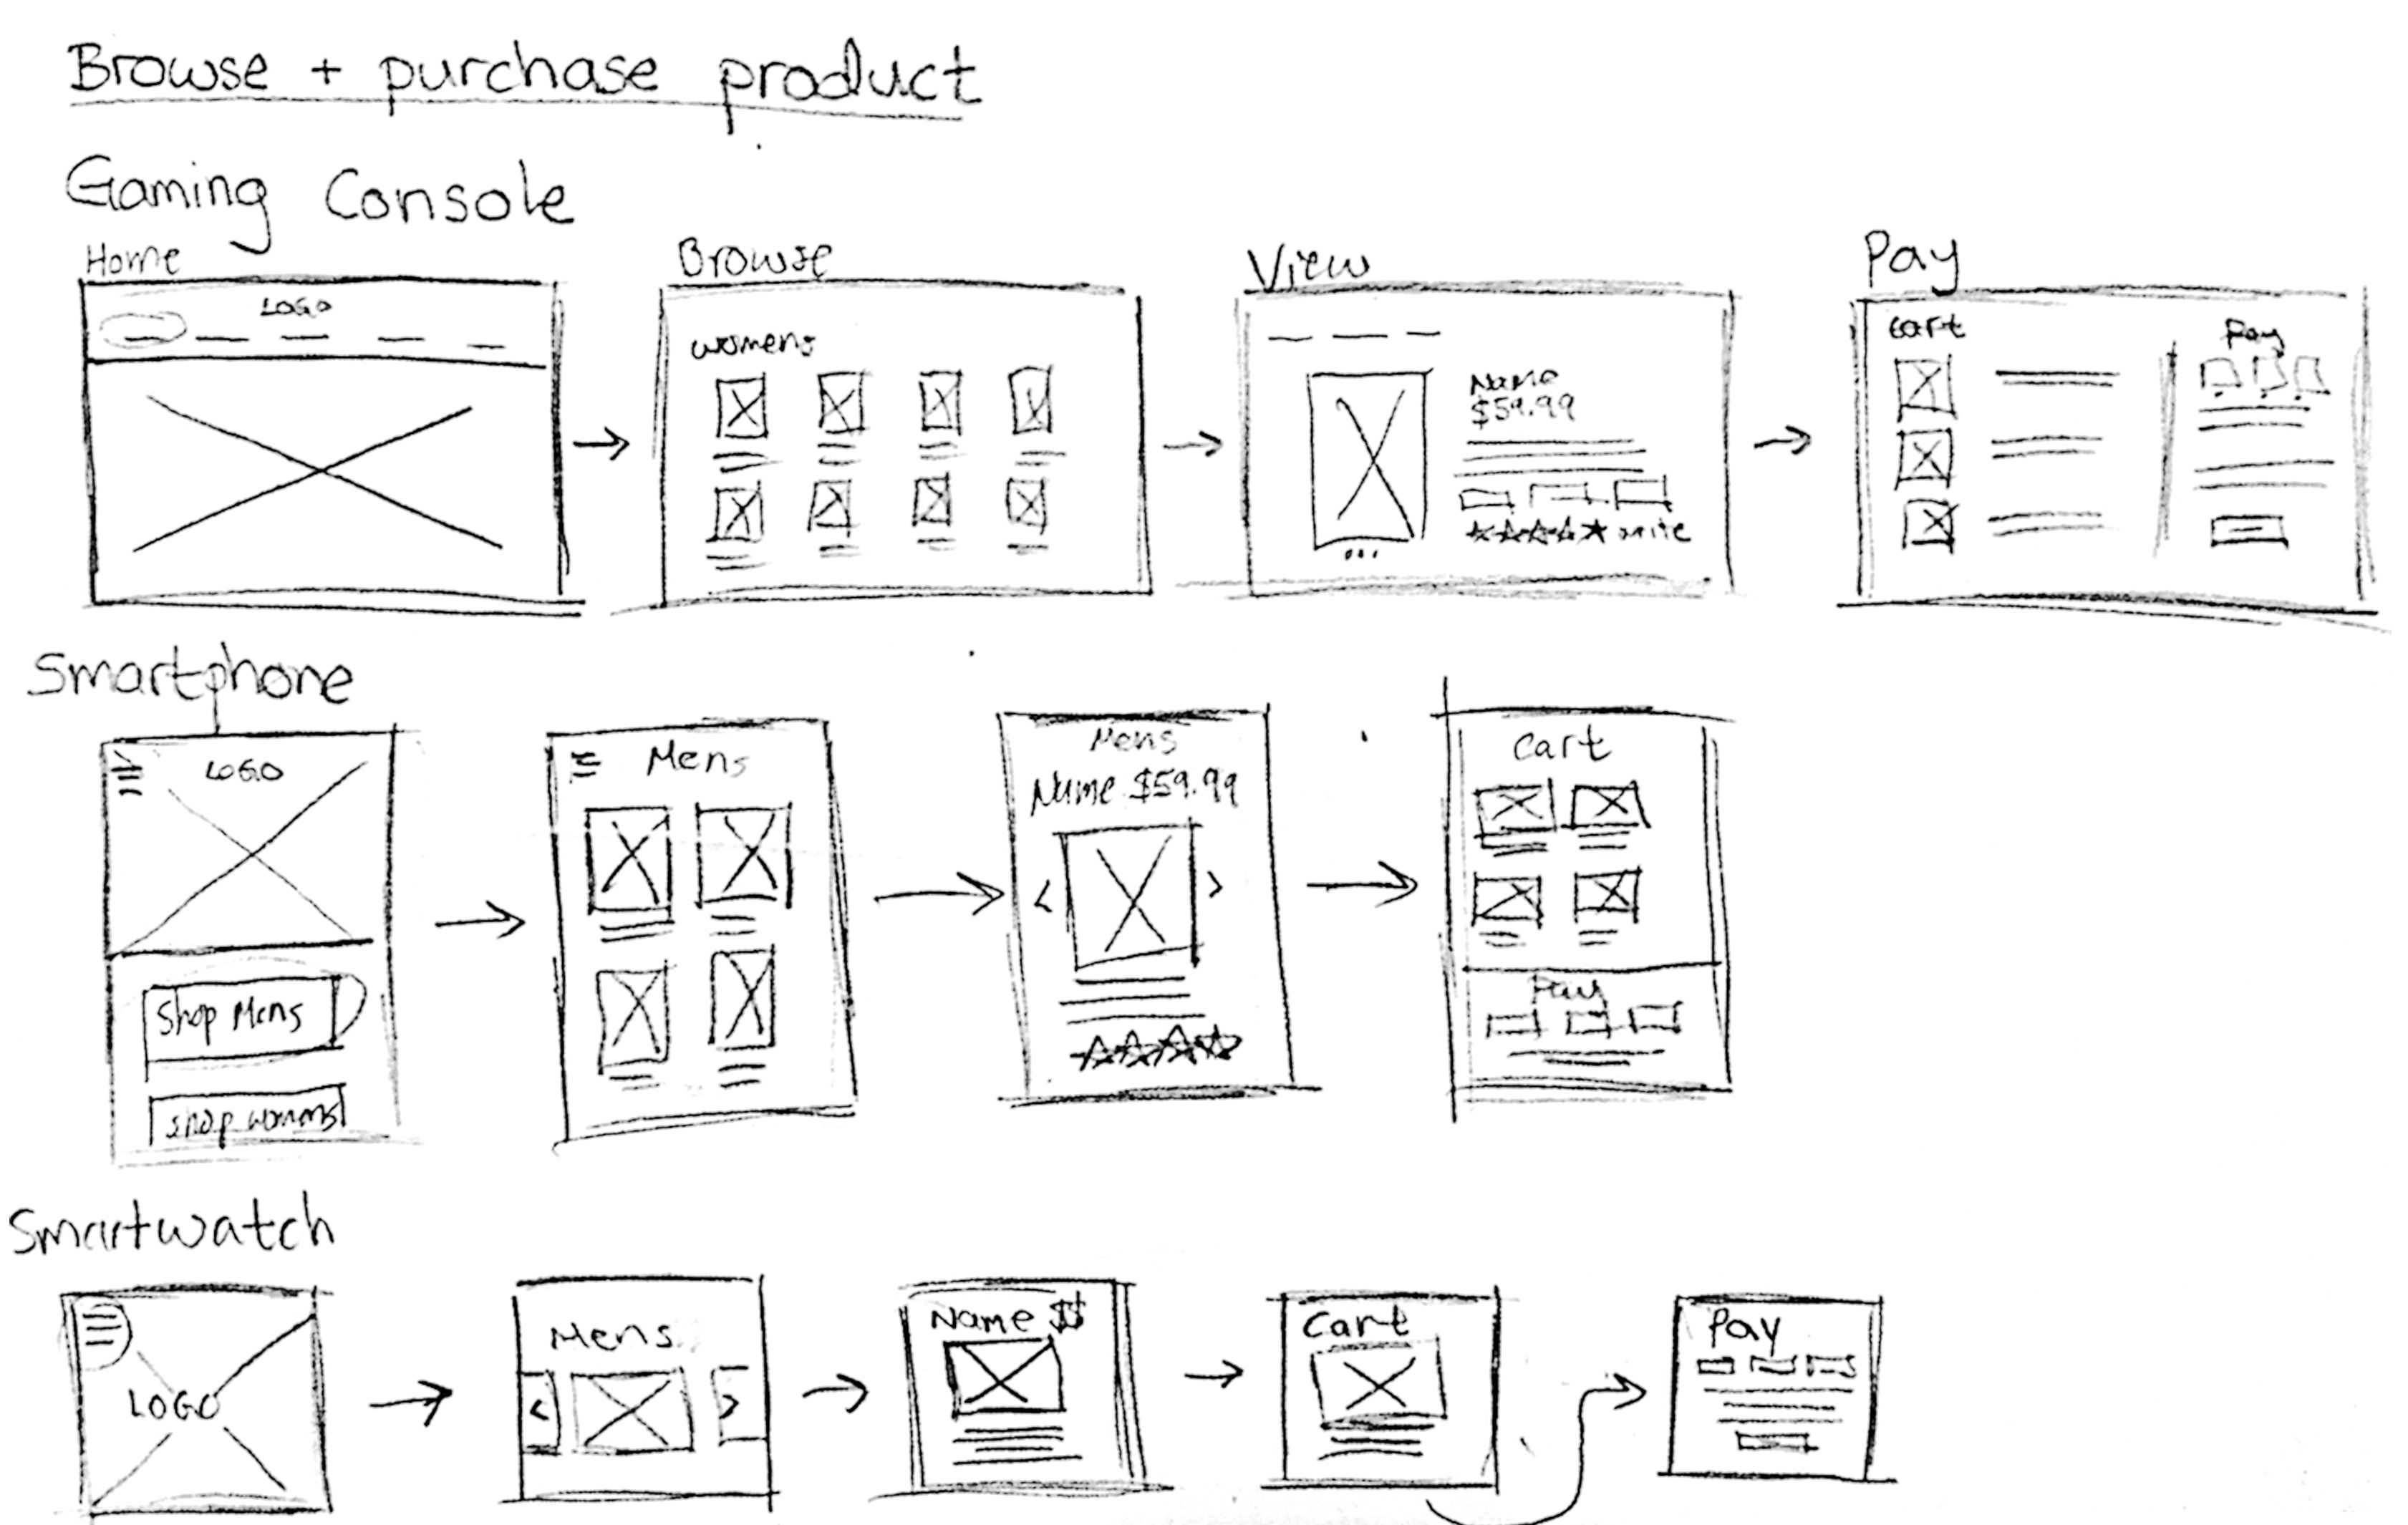 Browse + purchase product
Gaming Console
Home
Browse
View
Pay
LOGO
womens
Name
$59.99
write
Cart
Pay
Smartphone
LOGO
Shop Mens
Shop womens
Mens
Mens
Name $59.99
Cart
Pay
Smartwatch
LOGO
Mens
Name $$
Cart
Pay